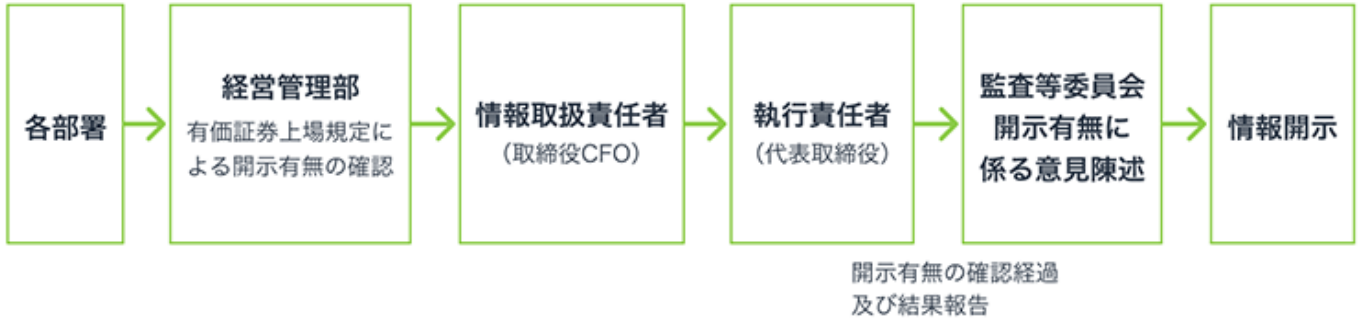 各部署
経営管理部
有価証券上場規定に
よる開示有無の確認
情報取扱責任者
（取締役CFO）
執行責任者
（代表取締役）
監査等委員会
開示有無に
係る意見陳述
情報開示
開示有無の確認経過
及び結果報告